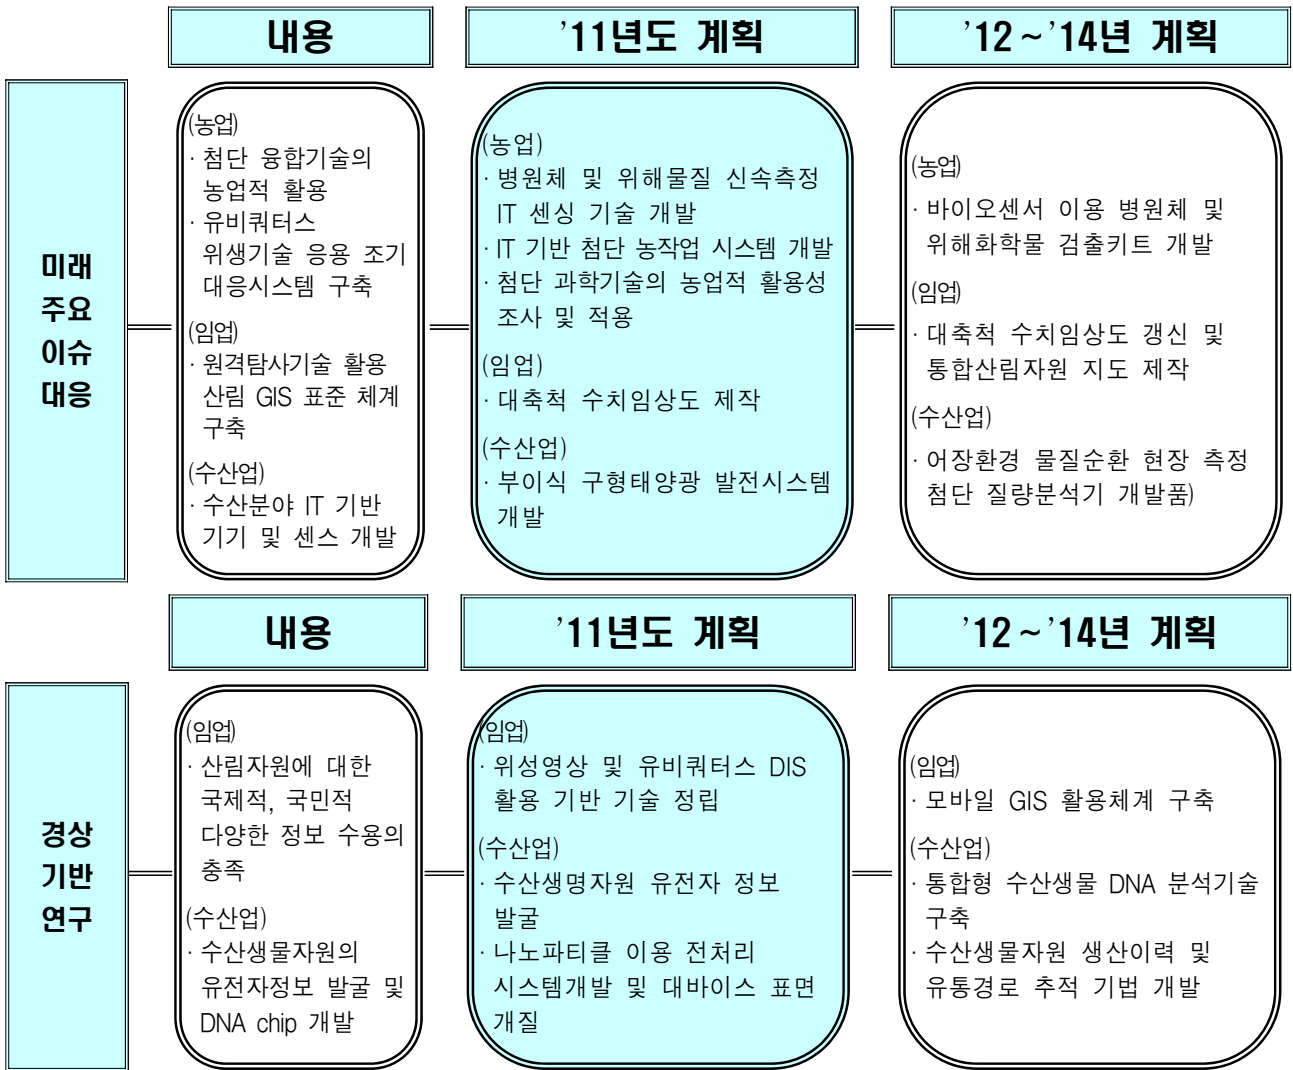 내용
’11년도 계획
’12～’14년 계획
미래
주요
이슈
대응
(농업)
· 첨단 융합기술의
농업적 활용
· 유비쿼터스
위생기술 응용 조기
대응시스템 구축
(임업)
· 원격탐사기술 활용
산림 GIS 표준 체계
구축
(수산업)
· 수산분야 IT 기반
기기 및 센스 개발
(농업)
· 병원체 및 위해물질 신속측정
IT 센싱 기술 개발
· IT 기반 첨단 농작업 시스템 개발
· 첨단 과학기술의 농업적 활용성
조사 및 적용
(임업)
· 대축척 수치임상도 제작
(수산업)
· 부이식 구형태양광 발전시스템
개발
(농업)
· 바이오센서 이용 병원체 및
위해화학물 검출키트 개발
(임업)
· 대축척 수치임상도 갱신 및
통합산림자원 지도 제작
(수산업)
· 어장환경 물질순환 현장 측정
첨단 질량분석기 개발품)
내용
’11년도 계획
’12～’14년 계획
경상
기반
연구
(임업)
· 산림자원에 대한
국제적, 국민적
다양한 정보 수용의
충족
(수산업)
· 수산생물자원의
유전자정보 발굴 및
DNA chip 개발
(임업)
· 위성영상 및 유비쿼터스 DIS
활용 기반 기술 정립
(수산업)
· 수산생명자원 유전자 정보
발굴
· 나노파티클 이용 전처리
시스템개발 및 대바이스 표면
개질
(임업)
· 모바일 GIS 활용체계 구축
(수산업)
· 통합형 수산생물 DNA 분석기술
구축
· 수산생물자원 생산이력 및
유통경로 추적 기법 개발